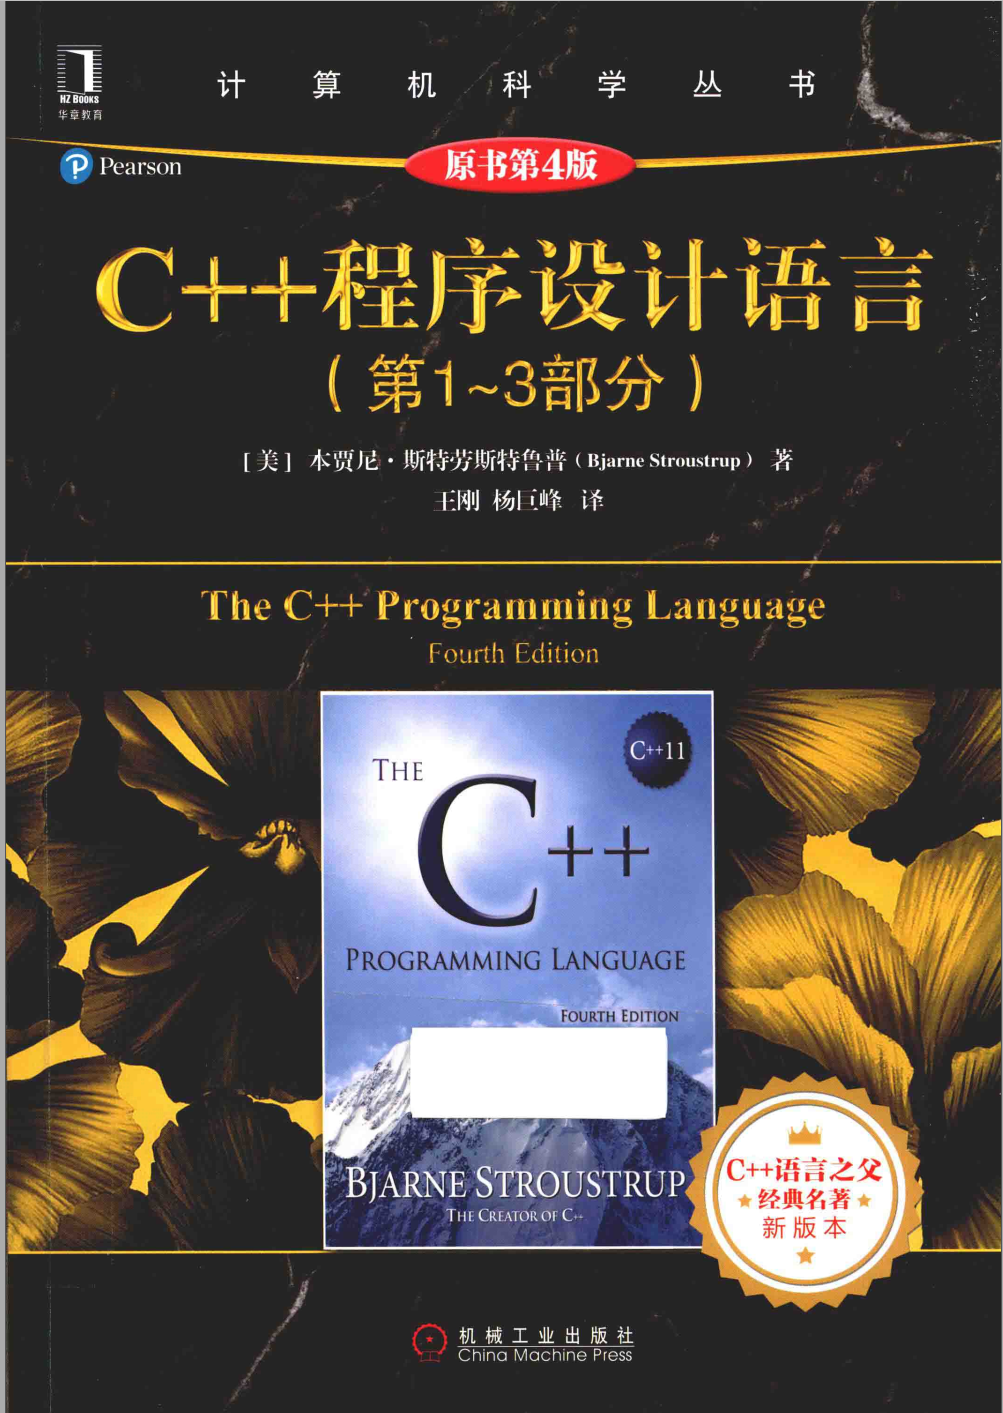 HZ BOOKS
华章教育
计算机科学丛书
Pearson
原书第4版
C++程序设计语言
(第1~3部分)
[美] 本贾尼·斯特劳斯特鲁普(Bjarne Stroustrup) 著
王刚 杨巨峰 译
The C++ Programming Language
Fourth Edition
C++11
THE
C++
PROGRAMMING LANGUAGE
FOURTH EDITION
BJARNE STROUSTRUP
THE CREATOR OF C++
C++语言之父
经典名著
新版本
机械工业出版社
China Machine Press